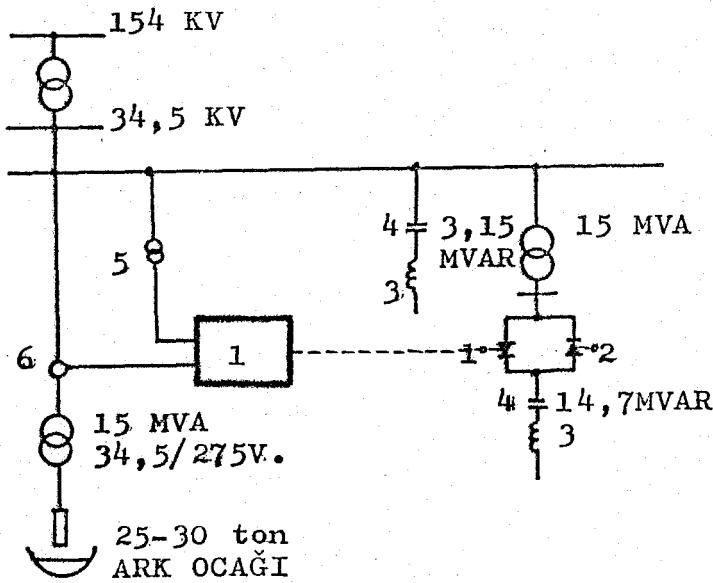 154 KV
34,5 KV
4
3,15
MVAR
15 MVA
5
3
6
1
1
2
4
14,7MVAR
3
15 MVA
34,5/275V.
25-30 ton
ARK OCAĞI